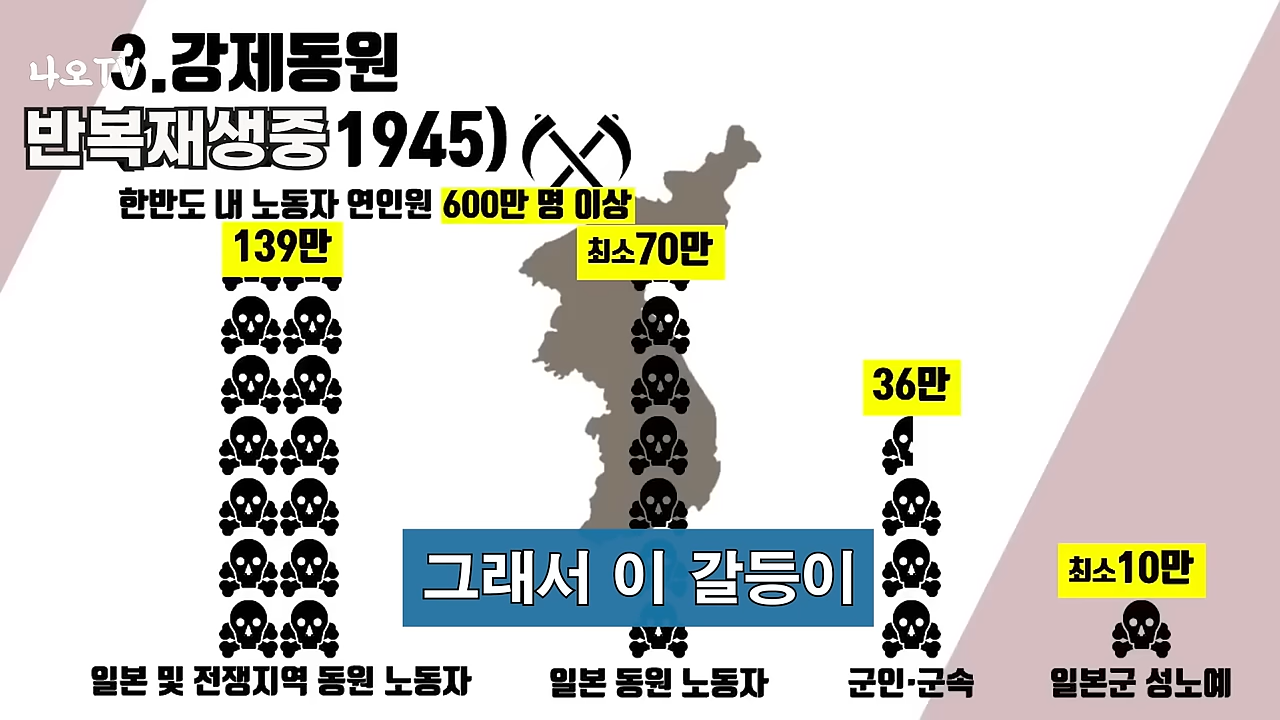 나오TV
3.강제동원
반복재생중 1945)
한반도 내 노동자 연인원 600만 명 이상
139만
최소70만
36만
최소10만
그래서 이 갈등이
일본 및 전쟁지역 동원 노동자
일본 동원 노동자
군인·군속
일본군 성노예